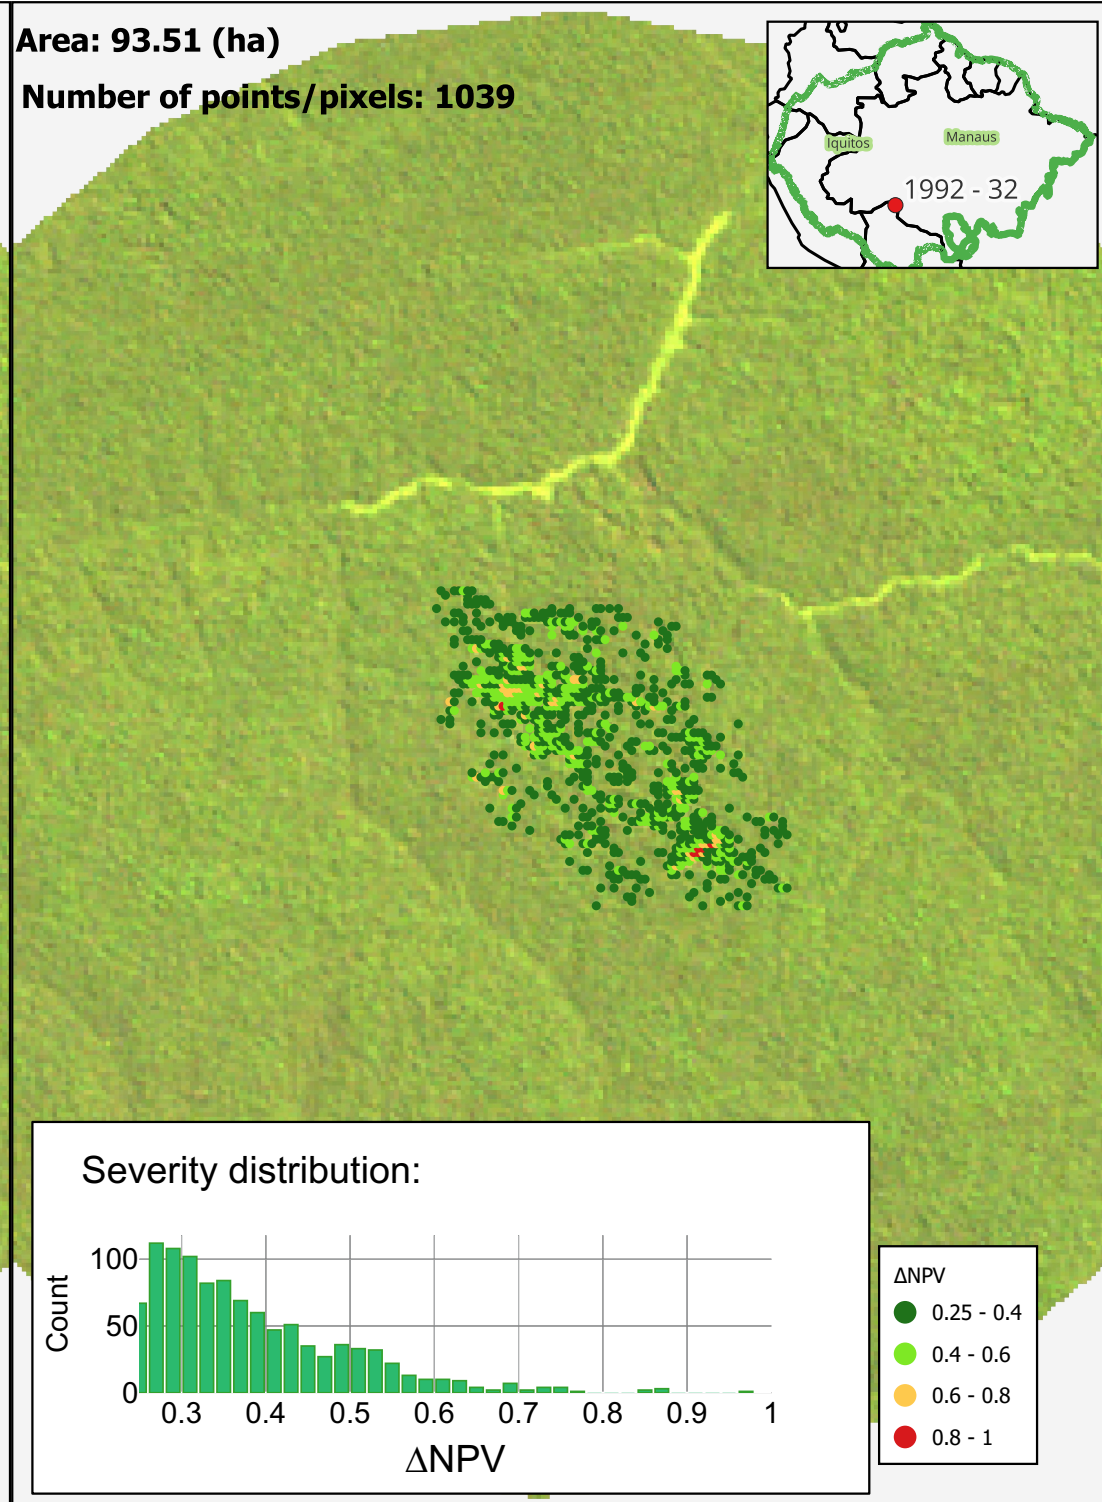 Area: 93.51 (ha)
Number of points/pixels: 1039
Iquitos
Manaus
1992 - 32
Severity distribution:
Count
100
50
0
0.3 0.4 0.5 0.6 0.7 0.8 0.9 1
ΔNPV
ΔNPV
0.25 - 0.4
0.4 - 0.6
0.6 - 0.8
0.8 - 1